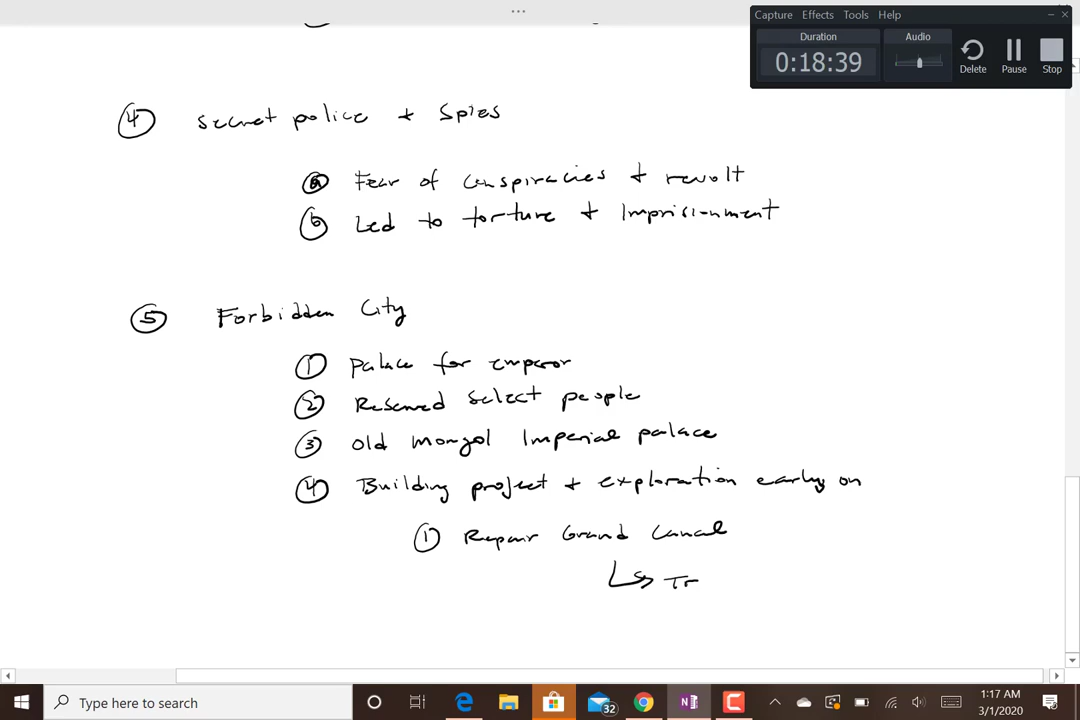 Capture Effects Tools Help
Duration Audio
0:18:39
Delete Pause Stop
④ secret police + Spies
ⓐ Fear of conspiracies + revolt
ⓑ Led to torture + Imprisionment
⑤ Forbidden City
① Palace for emperor
② Reserved select people
③ Old Mongol Imperial palace
④ Building project + exploration early on
① Repair Grand Canal
↳ Tr
Type here to search
32
1:17 AM
3/1/2020